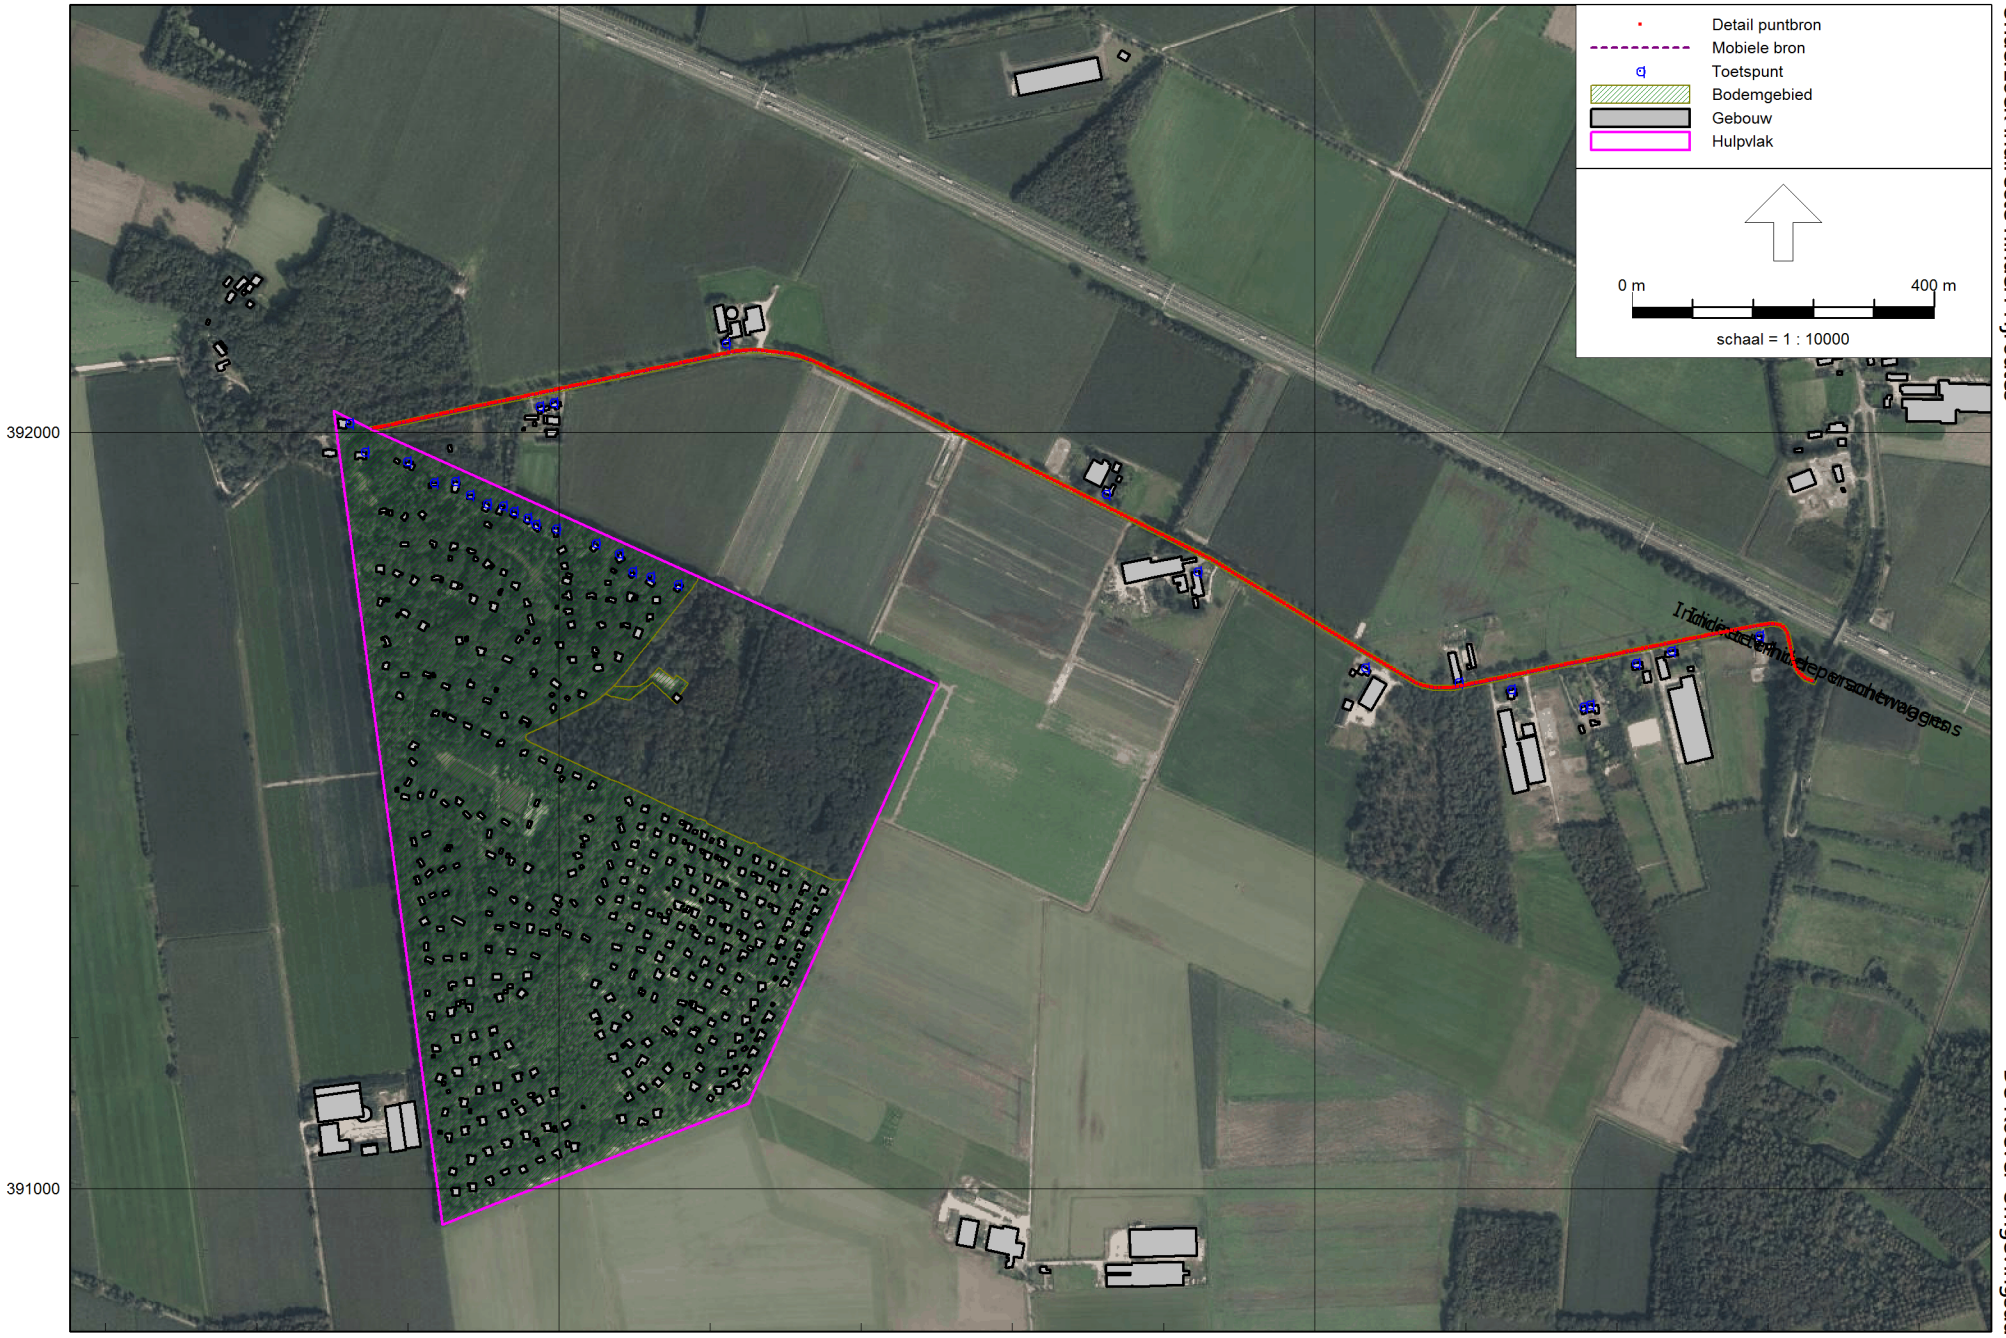 Detail puntbron
Mobiele bron
Toetspunt
Bodemgebied
Gebouw
Hulpvlak
0 m
400 m
schaal = 1 : 10000
392000
391000